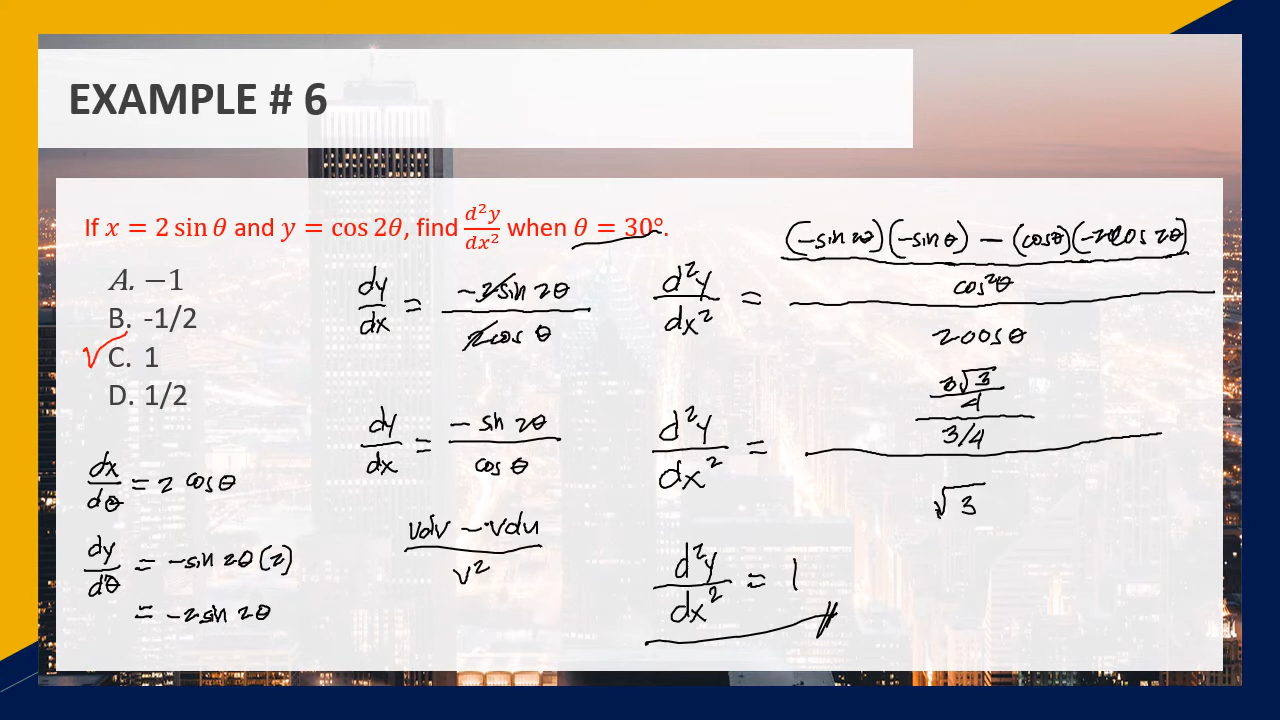 EXAMPLE # 6
If x = 2 sin θ and y = cos 2θ, find d²y/dx² when θ = 30°.
A. −1
B. -1/2
√ C. 1
D. 1/2
dx/dθ = 2 cos θ
dy/dθ = -sin 2θ (2)
= -2sin 2θ
dy/dx = -2sin 2θ / 2cos θ
dy/dx = - sin 2θ / cos θ
vdv - vdu / v²
d²y/dx² = (-sin 2θ)(-sin θ) - (cosθ)(-2cos 2θ) / cos²θ / 2cosθ
d²y/dx² = 3√3/4 / 3/4 / √3
d²y/dx² = 1